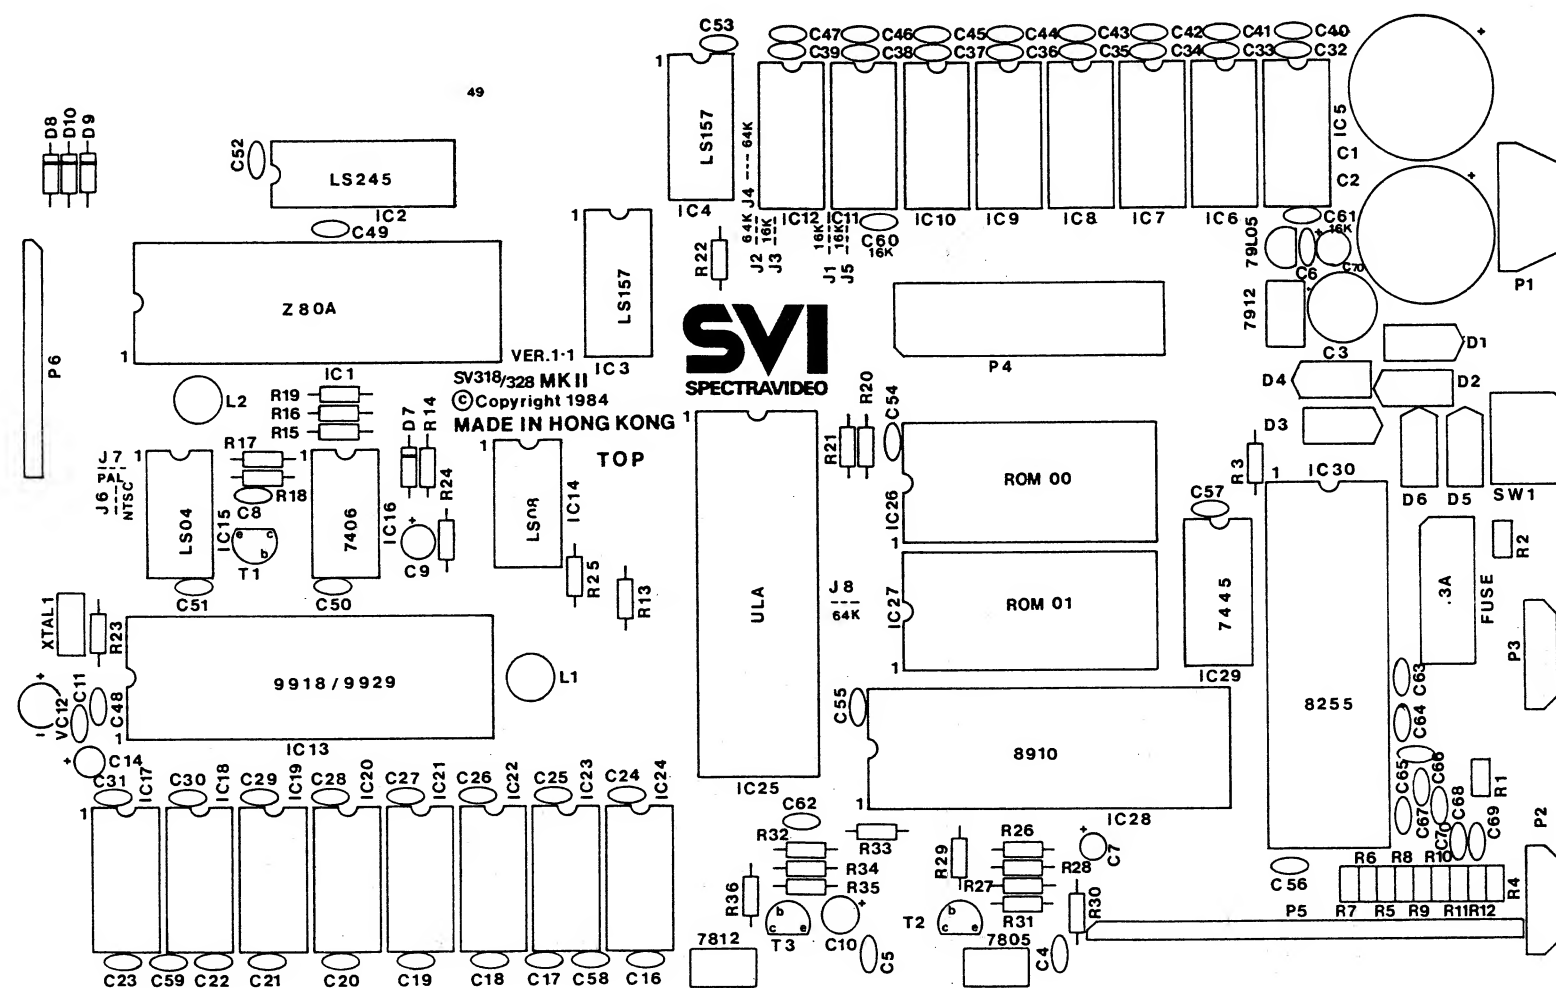 C53
C47 C46 C45 C44 C43 C42 C41 C40
C39 C38 C37 C36 C35 C34 C33 C32
1
49
D8 D10 D9
C52
LS245
IC2
C49
LS157
IC4
J4 --- 64K
IC5
C1
C2
IC12 IC11 IC10 IC9 IC8 IC7 IC6
C61
16K
64K 16K
J2 J3
16K 16K
J1 J5
C60
16K
79L05
C6
C70
7912
C3
P1
1
LS157
IC3
R22
Z80A
1
IC1
P6
SVI
SPECTRAVIDEO
VER.1-1
SV318/328 MKII
©Copyright 1984
MADE IN HONG KONG
TOP
P4
D1
D4
D2
D3
D6 D5
SW1
L2
R19
R16
R15
D7 R14
R17
R18
C8
J7
PAL
J6
NTSC
1
LS04
IC15
e c
b
T1
1
7406
IC16
R24
C9
1
LS08
IC14
R25
R13
C51
C50
1
ULA
IC25
R21
R20
C54
ROM 00
IC26
1
ROM 01
IC27
1
J8
64K
C57
7445
IC29
R3
1
IC30
8255
R2
.3A
FUSE
P3
XTAL1
R23
VC12
C11
C48
9918/9929
1
IC13
L1
C14
C55
8910
1
IC28
C63
C64
C65
C66
C67
C68
C70
C69
R1
P2
C31 IC17 C30 IC18 C29 IC19 C28 IC20 C27 IC21 C26 IC22 C25 IC23 C24 IC24
1
C23 C59 C22 C21 C20 C19 C18 C17 C58 C16
C62
R32
R33
R34
R35
R36
b
c e
T3
C10
7812
C5
R29
R26
R28
R27
R31
C7
R30
T2
b
c e
7805
C4
C56
R6 R8 R10
R4
P5 R7 R5 R9 R11 R12